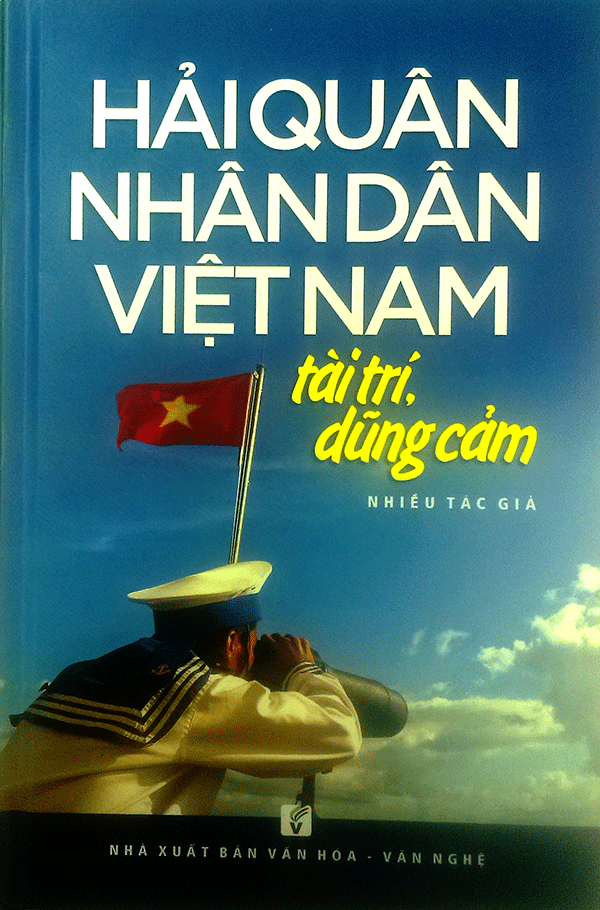 HẢI QUÂN
NHÂN DÂN
VIỆT NAM
tài trí,
dũng cảm
NHIỀU TÁC GIẢ
V
NHÀ XUẤT BẢN VĂN HÓA - VĂN NGHỆ